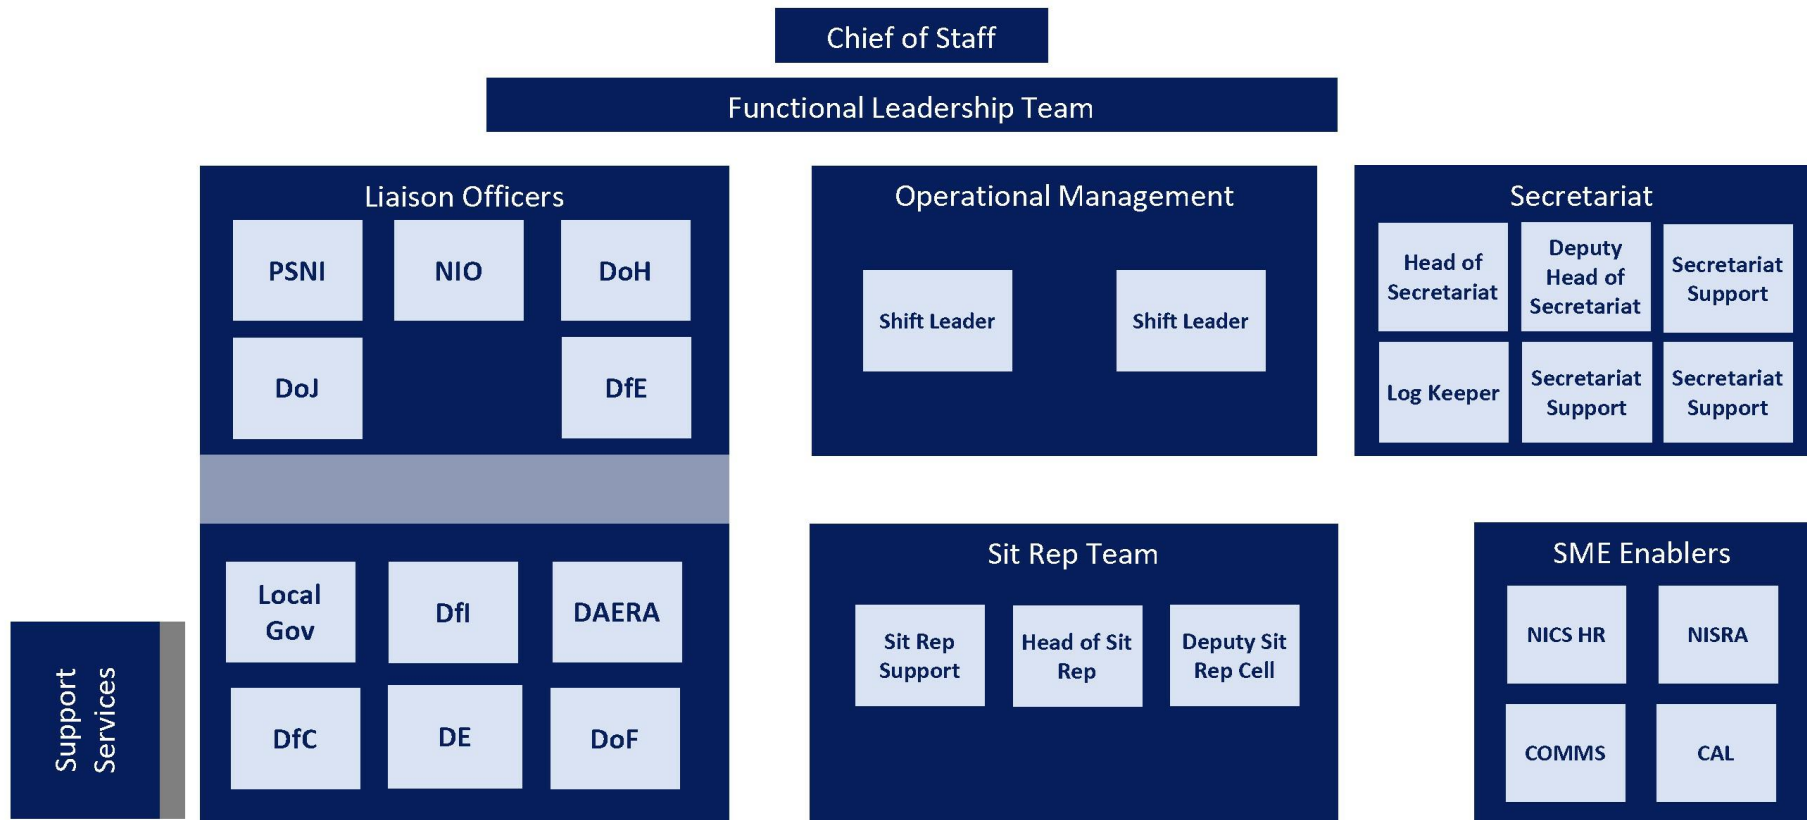 Chief of Staff
Functional Leadership Team
Liaison Officers
PSNI
NIO
DoH
DoJ
DfE
Local
Gov
DfI
DAERA
DfC
DE
DoF
Support
Services
Operational Management
Shift Leader
Shift Leader
Sit Rep Team
Sit Rep
Support
Head of Sit
Rep
Deputy Sit
Rep Cell
Secretariat
Head of
Secretariat
Deputy
Head of
Secretariat
Secretariat
Support
Log Keeper
Secretariat
Support
Secretariat
Support
SME Enablers
NICS HR
NISRA
COMMS
CAL